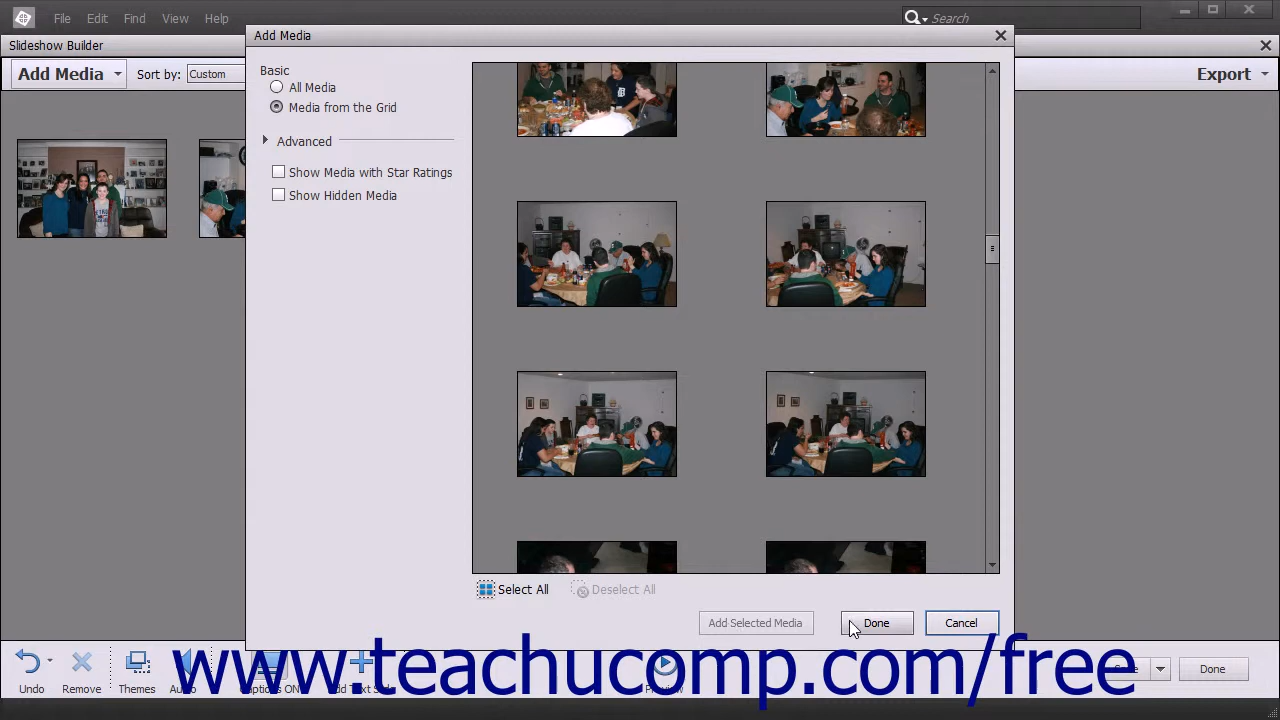 File Edit Find View Help
Search
Slideshow Builder
Add Media
Add Media
Sort by: Custom
Export
Basic
All Media
Media from the Grid
Advanced
Show Media with Star Ratings
Show Hidden Media
Select All
Deselect All
Add Selected Media
Done
Cancel
Undo
Remove
Themes
Done
www.teachucomp.com/free